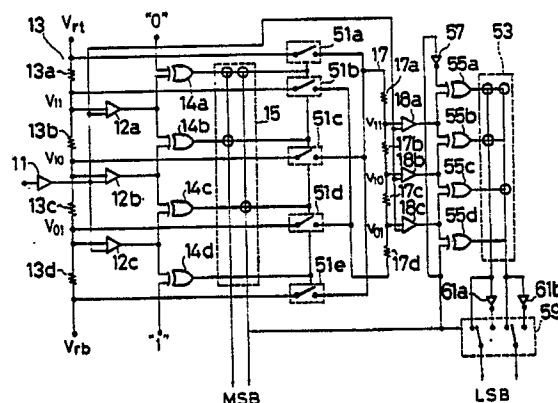 Vrt "0" "1" 51a 57 53
13 51b 17 55a
13a 15 17a
14a 18a
V11 12a 14b 51c V11 55b
13b 17b
18b
11 V10 12b 14c 51d V10 17c 55c
13c 18c
V01 12c 14d 51e V01 55d
13d 17d
61a 61b
59
Vrb "1"
MSB LSB